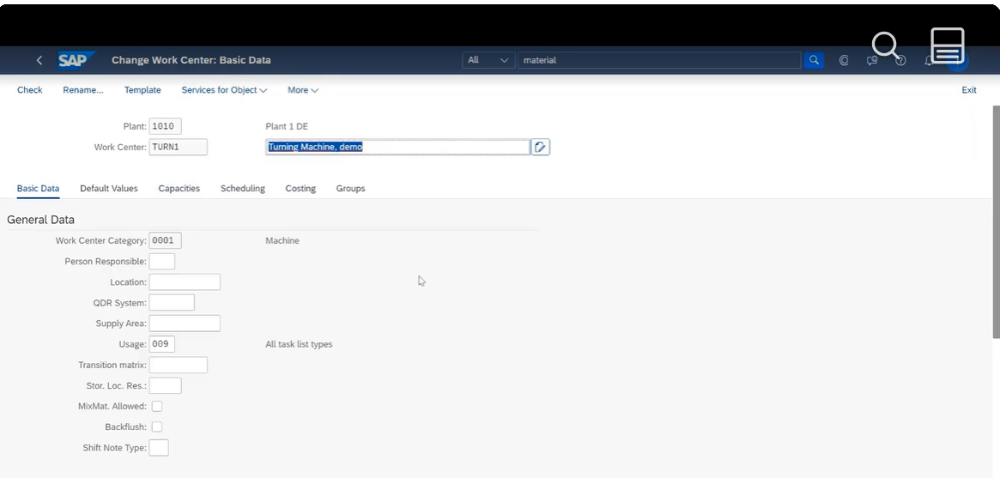 SAP Change Work Center: Basic Data All material
Check Rename... Template Services for Object More Exit
Plant: 1010 Plant 1 DE
Work Center: TURN1 Turning Machine, demo
Basic Data Default Values Capacities Scheduling Costing Groups
General Data
Work Center Category: 0001 Machine
Person Responsible:
Location:
QDR System:
Supply Area:
Usage: 009 All task list types
Transition matrix:
Stor. Loc. Res.:
MixMat. Allowed:
Backflush:
Shift Note Type: